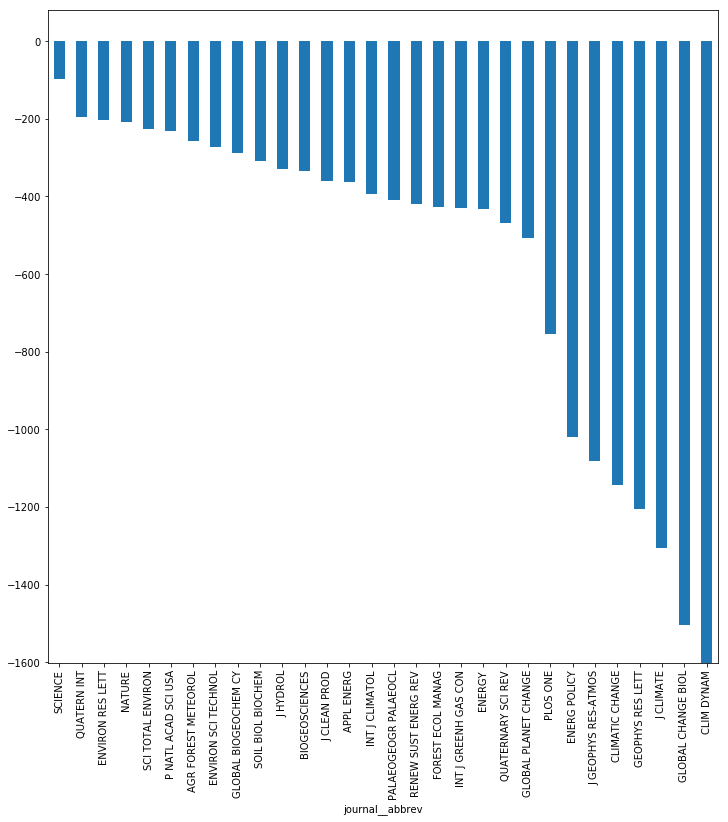 0
−200
−400
−600
−800
−1000
−1200
−1400
−1600
SCIENCE
QUATERN INT
ENVIRON RES LETT
NATURE
SCI TOTAL ENVIRON
P NATL ACAD SCI USA
AGR FOREST METEOROL
ENVIRON SCI TECHNOL
GLOBAL BIOGEOCHEM CY
SOIL BIOL BIOCHEM
J HYDROL
BIOGEOSCIENCES
J CLEAN PROD
APPL ENERG
INT J CLIMATOL
PALAEOGEOGR PALAEOCL
RENEW SUST ENERG REV
FOREST ECOL MANAG
INT J GREENH GAS CON
ENERGY
QUATERNARY SCI REV
GLOBAL PLANET CHANGE
PLOS ONE
ENERG POLICY
J GEOPHYS RES-ATMOS
CLIMATIC CHANGE
GEOPHYS RES LETT
J CLIMATE
GLOBAL CHANGE BIOL
CLIM DYNAM
journal__abbrev